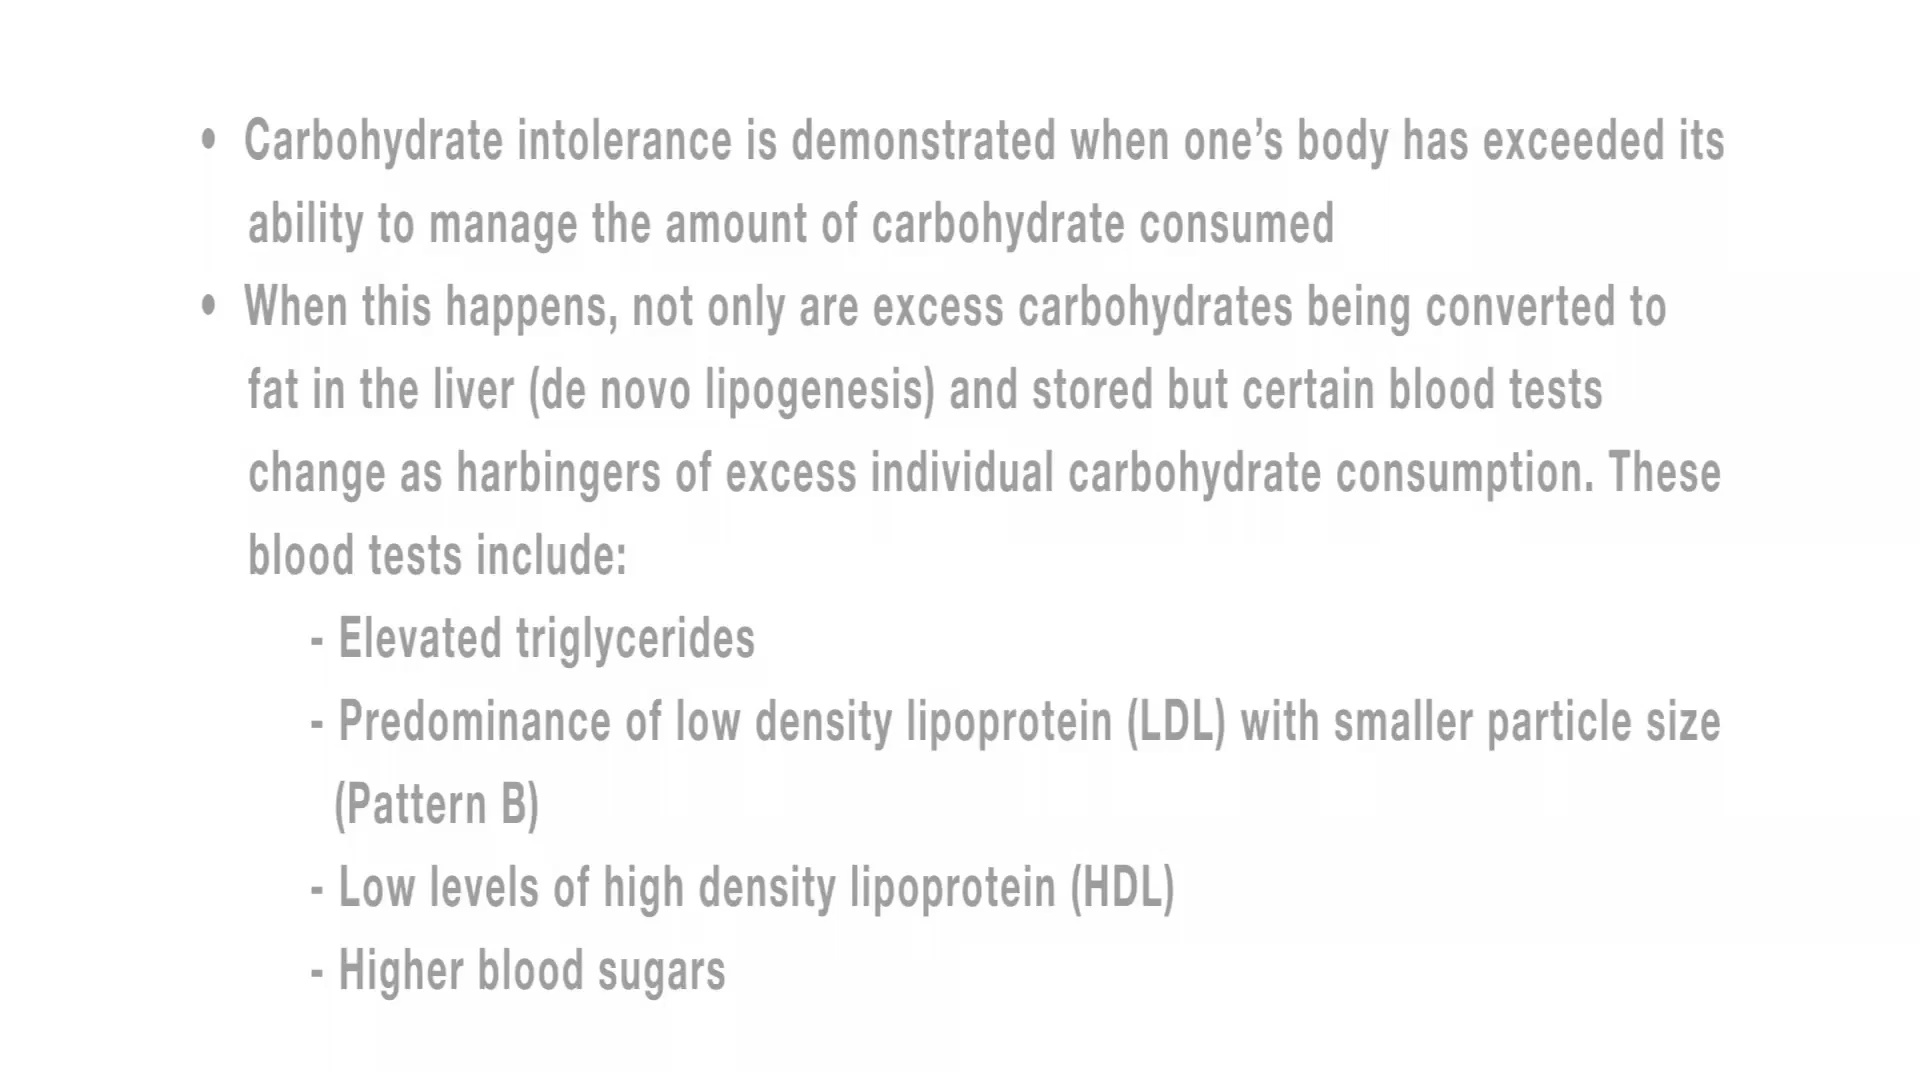 • Carbohydrate intolerance is demonstrated when one’s body has exceeded its
ability to manage the amount of carbohydrate consumed
• When this happens, not only are excess carbohydrates being converted to
fat in the liver (de novo lipogenesis) and stored but certain blood tests
change as harbingers of excess individual carbohydrate consumption. These
blood tests include:
- Elevated triglycerides
- Predominance of low density lipoprotein (LDL) with smaller particle size
(Pattern B)
- Low levels of high density lipoprotein (HDL)
- Higher blood sugars